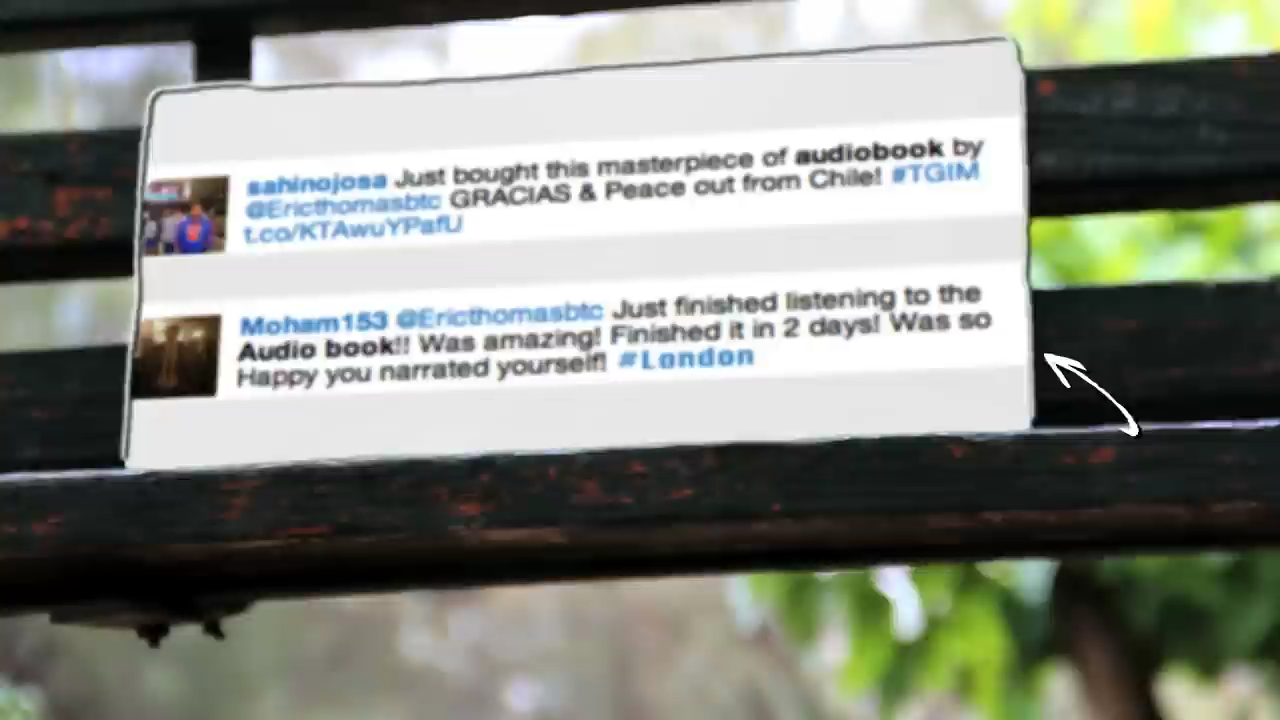 sahinojosa Just bought this masterpiece of audiobook by
@Ericthomasbtc GRACIAS & Peace out from Chile! #TGIM
t.co/KTAwuYPafU
Moham153 @Ericthomasbtc Just finished listening to the
Audio book!! Was amazing! Finished it in 2 days! Was so
Happy you narrated yourself! #London